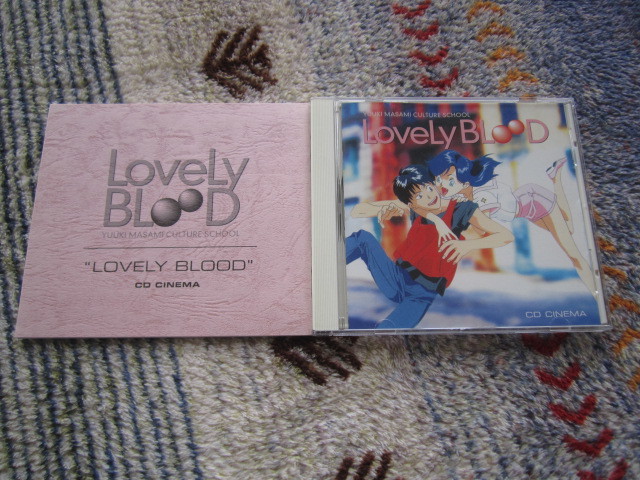 Lovely
BLOOD
YUUKI MASAMI CULTURE SCHOOL
"LOVELY BLOOD"
CD CINEMA
YUUKI MASAMI CULTURE SCHOOL
Lovely BLOOD
CD CINEMA